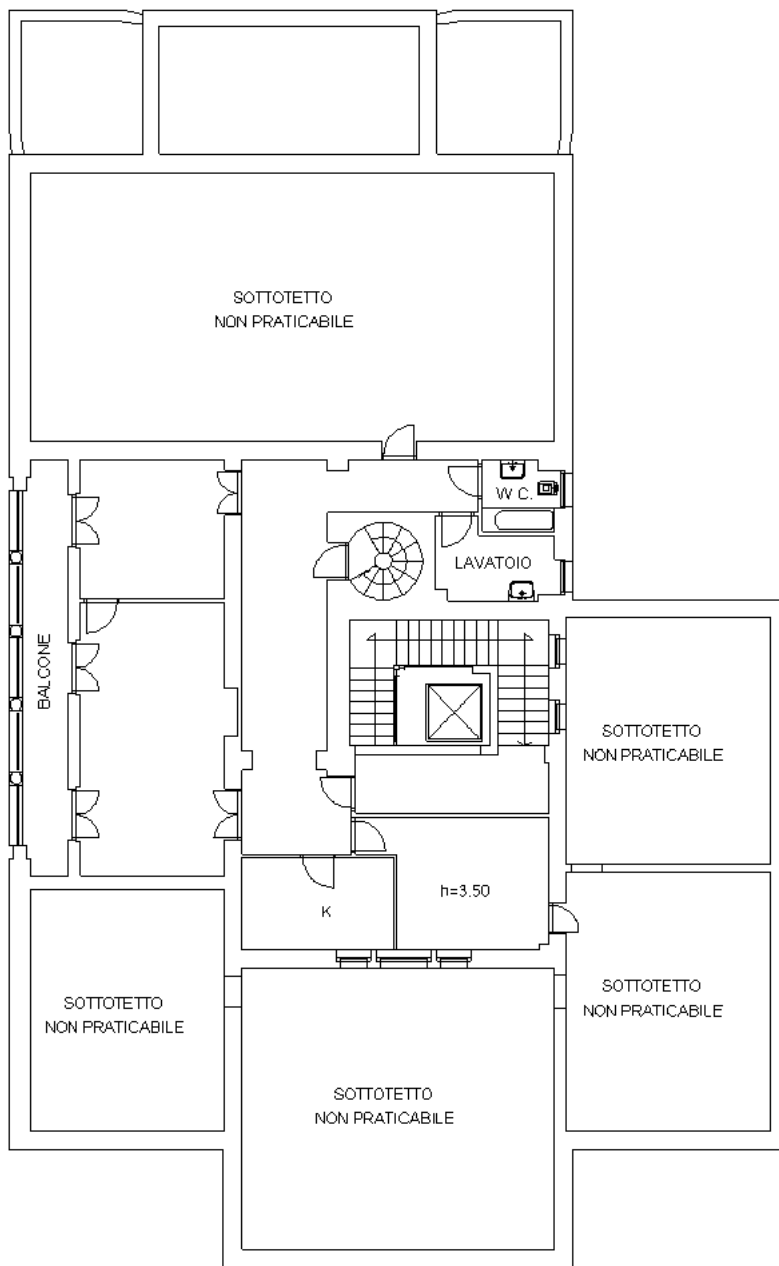 SOTTOTETTO
NON PRATICABILE
W.C.
LAVATOIO
BALCONE
SOTTOTETTO
NON PRATICABILE
h=3.50
K
SOTTOTETTO
NON PRATICABILE
SOTTOTETTO
NON PRATICABILE
SOTTOTETTO
NON PRATICABILE